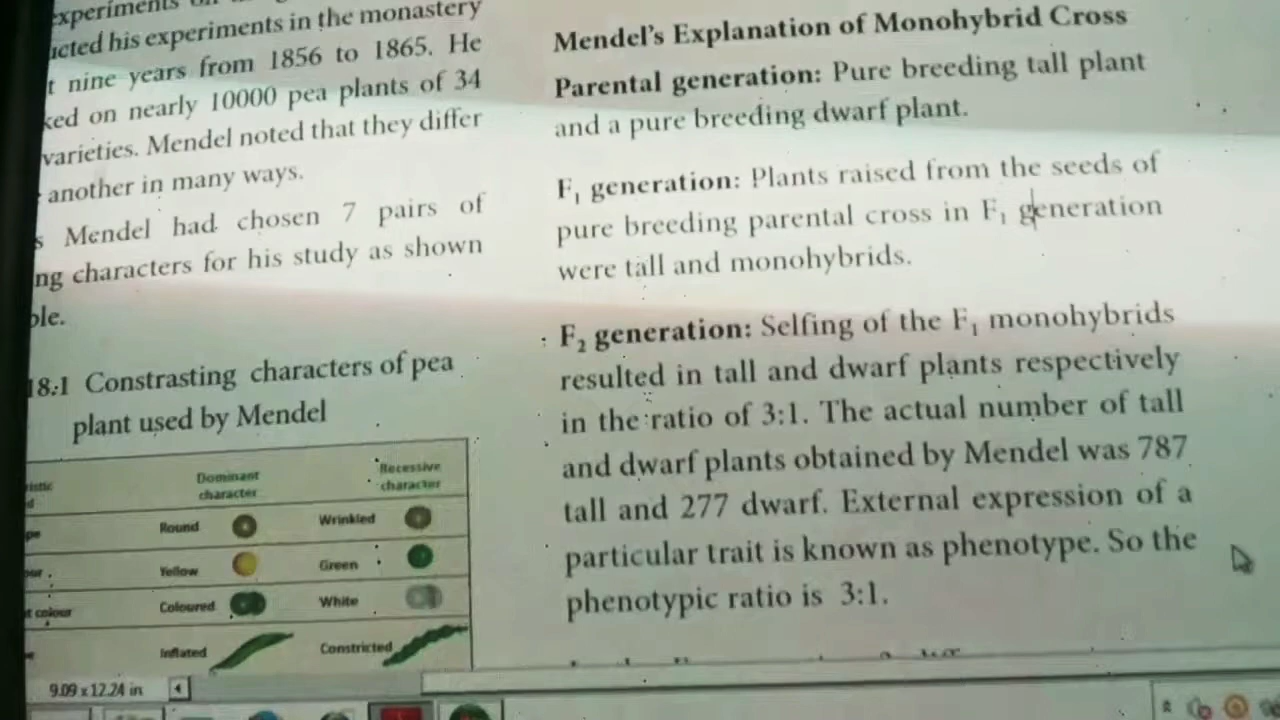 experiments
ucted his experiments in the monastery
t nine years from 1856 to 1865. He
ked on nearly 10000 pea plants of 34
varieties. Mendel noted that they differ
another in many ways.
s Mendel had chosen 7 pairs of
ng characters for his study as shown
ble.
18:1 Constrasting characters of pea
plant used by Mendel
Dominant character
Recessive character
Round
Wrinkled
Yellow
Green
t colour
Coloured
White
Inflated
Constricted
9.09 x 12.24 in
Mendel's Explanation of Monohybrid Cross
Parental generation: Pure breeding tall plant
and a pure breeding dwarf plant.
F₁ generation: Plants raised from the seeds of
pure breeding parental cross in F₁ generation
were tall and monohybrids.
F₂ generation: Selfing of the F₁ monohybrids
resulted in tall and dwarf plants respectively
in the ratio of 3:1. The actual number of tall
and dwarf plants obtained by Mendel was 787
tall and 277 dwarf. External expression of a
particular trait is known as phenotype. So the
phenotypic ratio is 3:1.